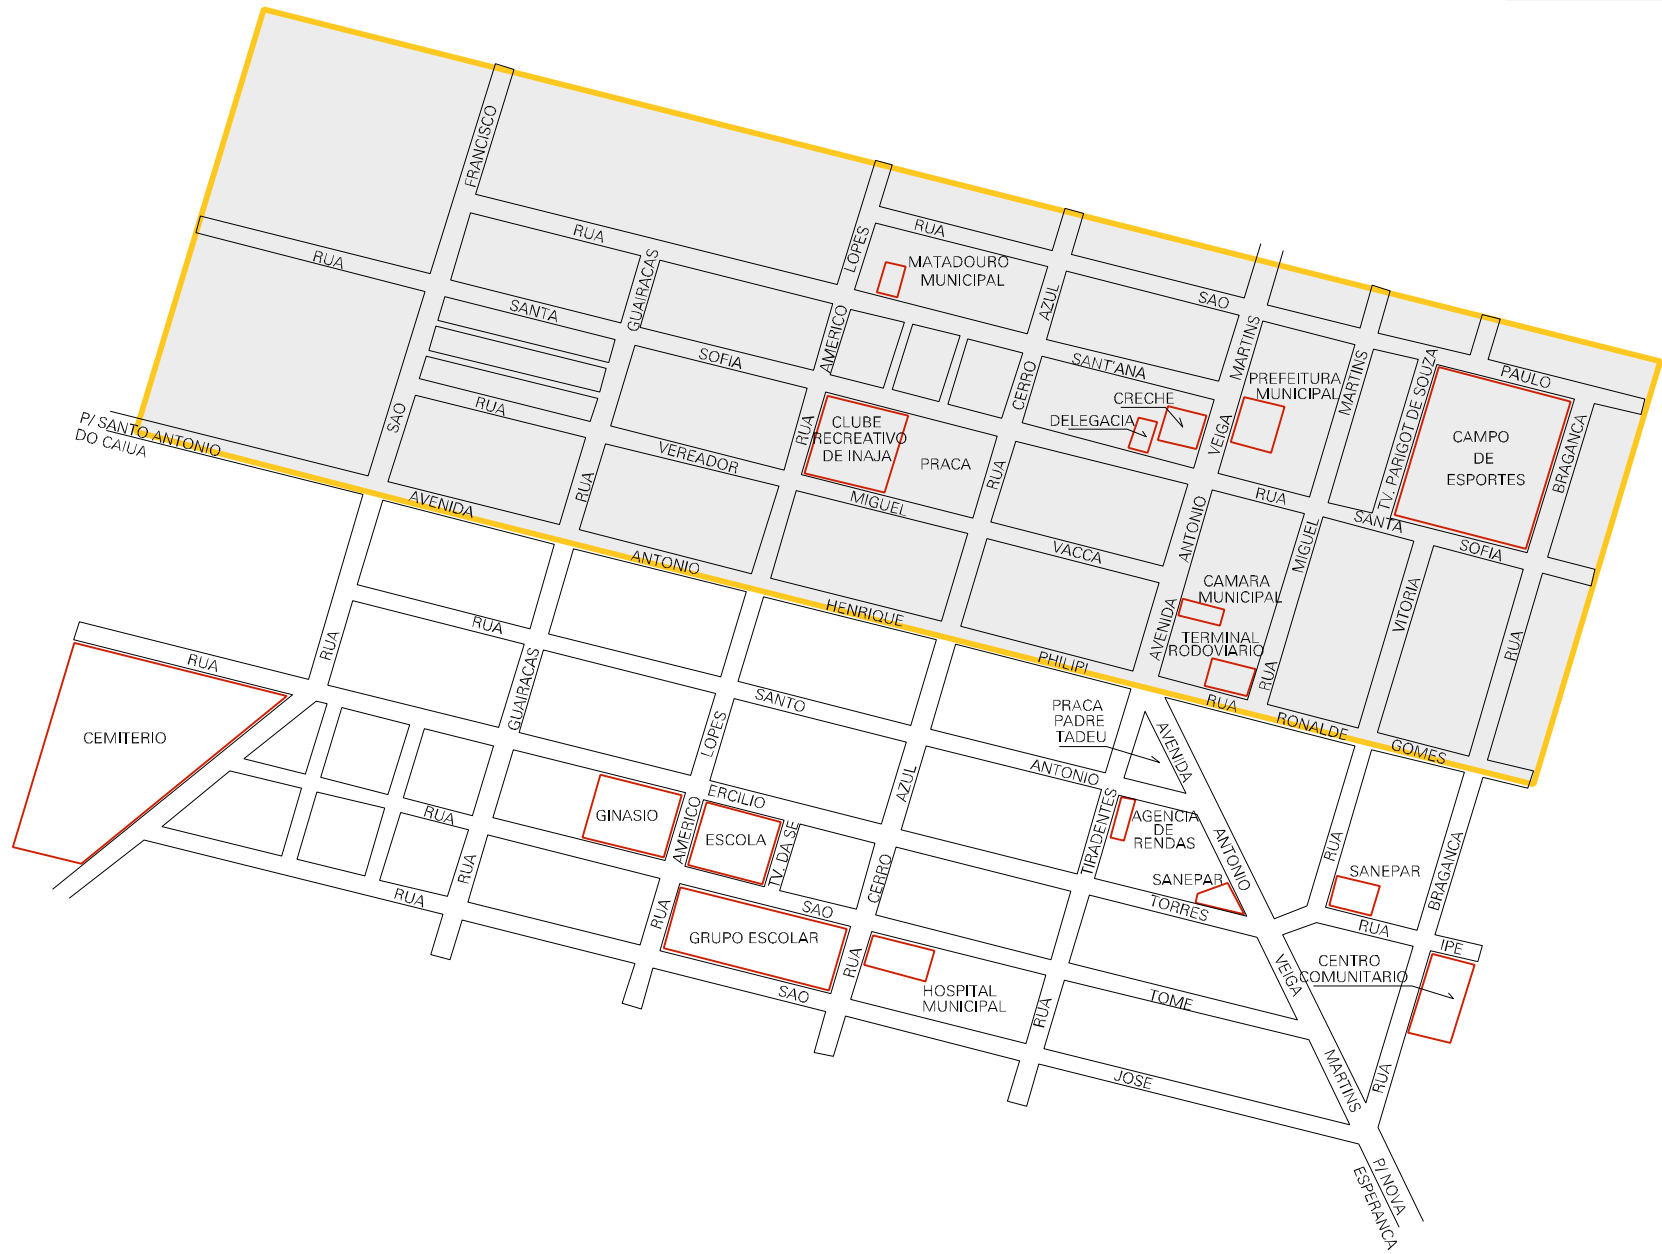 FRANCISCO
RUA
RUA
RUA
LOPES
MATADOURO
MUNICIPAL
GUAIRACAS
AZUL
SAO
SANTA
AMERICO
MARTINS
SOFIA
SANT'ANA
MARTINS
TV. PARIGOT DE SOUZA
PAULO
PREFEITURA
MUNICIPAL
CERRO
CRECHE
DELEGACIA
RUA
SAO
P/ SANTO ANTONIO
DO CAIUA
RUA
CLUBE
RECREATIVO
DE INAJA
PRACA
VEREADOR
VEIGA
CAMPO
DE
ESPORTES
BRAGANCA
RUA
RUA
AVENIDA
MIGUEL
RUA
ANTONIO
MIGUEL
SANTA
SOFIA
VACCA
ANTONIO
CAMARA
MUNICIPAL
VITORIA
HENRIQUE
AVENIDA
TERMINAL
RODOVIARIO
RUA
RUA
RUA
RUA
RUA
PHILIPI
RUA
RONALDE
GOMES
GUAIRACAS
SANTO
LOPES
PRACA
PADRE
TADEU
AVENIDA
CEMITERIO
ANTONIO
AZUL
ERCILIO
RUA
GINASIO
AMERICO
ESCOLA
TV. DA SE
TIRADENTES
AGENCIA
DE
RENDAS
ANTONIO
RUA
RUA
RUA
CERRO
SANEPAR
SANEPAR
BRAGANCA
RUA
SAO
TORRES
RUA
IPE
GRUPO ESCOLAR
RUA
SAO
HOSPITAL
MUNICIPAL
RUA
TOME
VEIGA
CENTRO
COMUNITARIO
JOSE
MARTINS
RUA
P/ NOVA
ESPERANCA